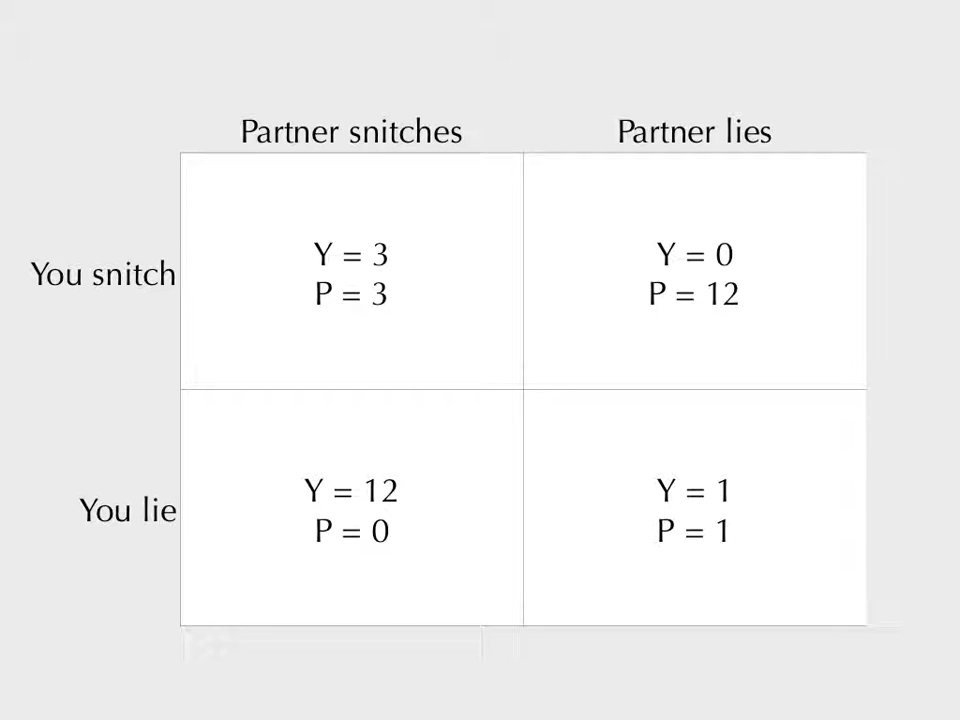 Partner snitches
Partner lies
You snitch
Y = 3
P = 3
Y = 0
P = 12
You lie
Y = 12
P = 0
Y = 1
P = 1